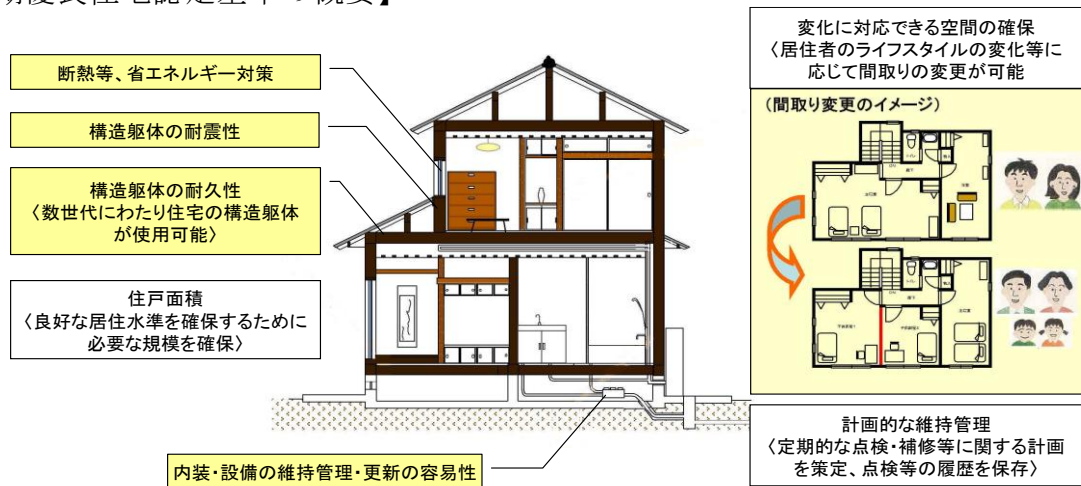 期優良住宅認定基準の概要】
断熱等、省エネルギー対策
構造躯体の耐震性
構造躯体の耐久性
〈数世代にわたり住宅の構造躯体
が使用可能〉
住戸面積
〈良好な居住水準を確保するために
必要な規模を確保〉
内装・設備の維持管理・更新の容易性
変化に対応できる空間の確保
〈居住者のライフスタイルの変化等に
応じて間取りの変更が可能
(間取り変更のイメージ)
計画的な維持管理
〈定期的な点検・補修等に関する計画
を策定、点検等の履歴を保存〉